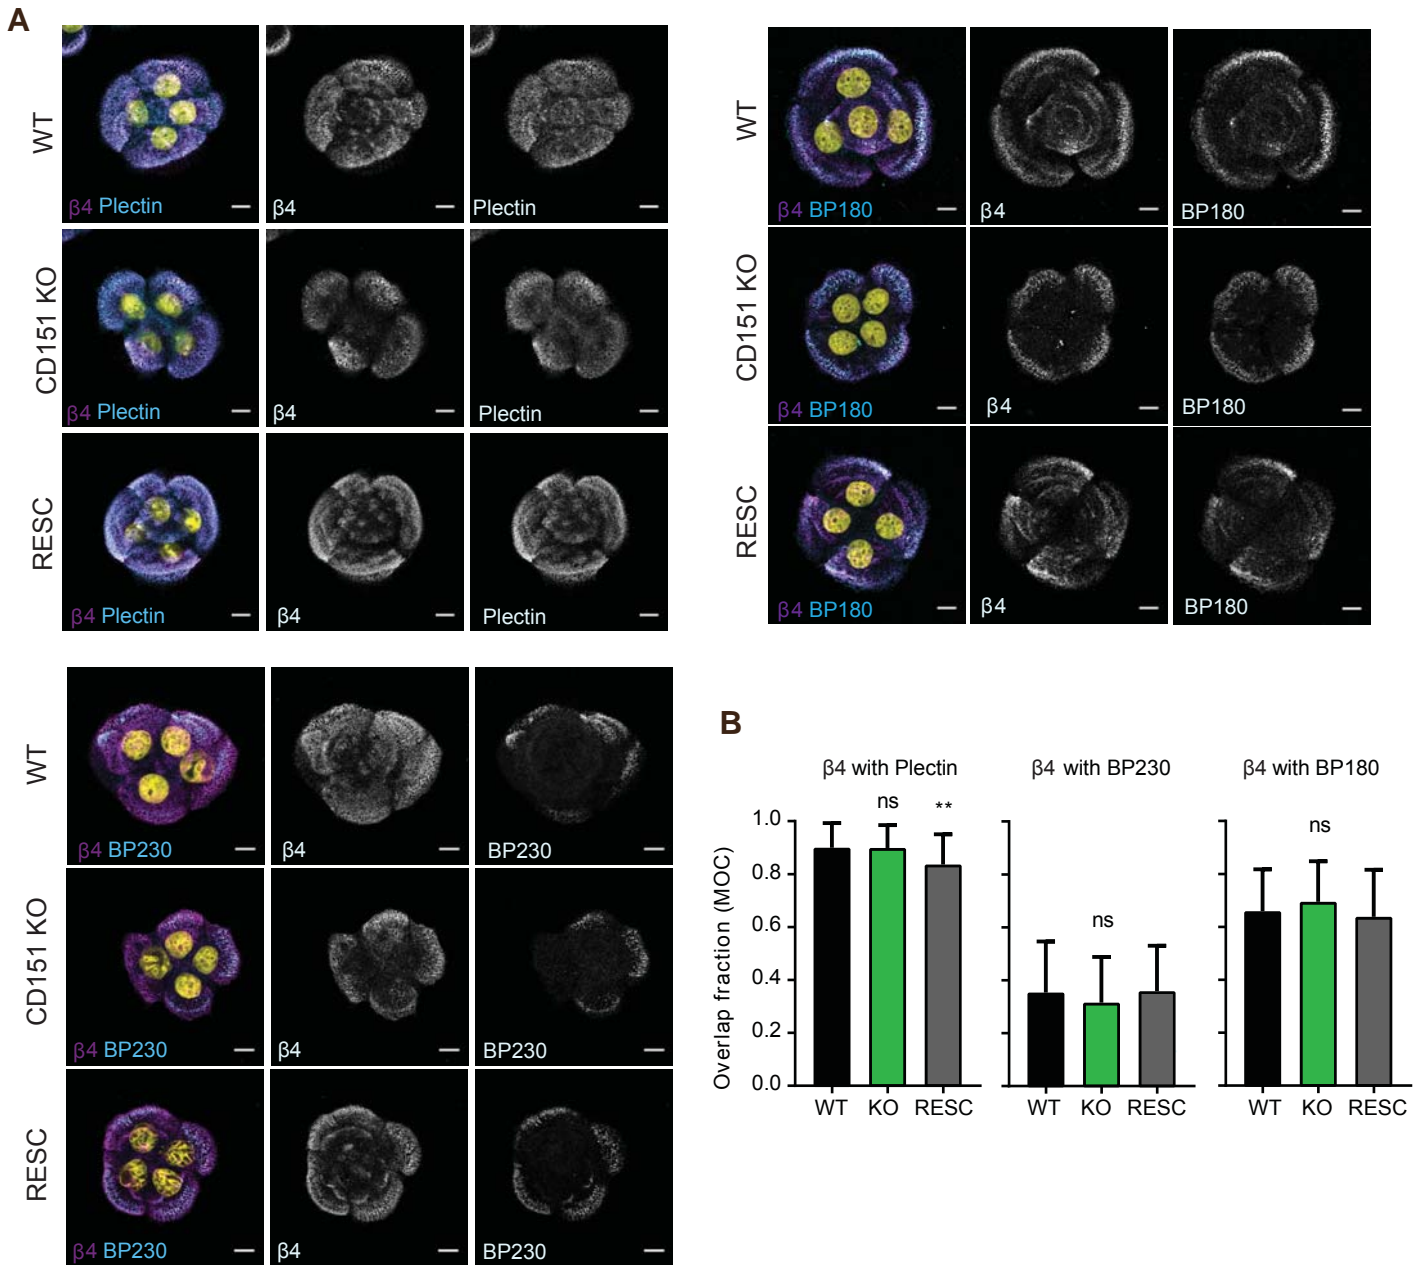 A
WT
β4 Plectin
β4
Plectin
CD151 KO
β4 Plectin
β4
Plectin
RESC
β4 Plectin
β4
Plectin
WT
β4 BP180
β4
BP180
CD151 KO
β4 BP180
β4
BP180
RESC
β4 BP180
β4
BP180
WT
β4 BP230
β4
BP230
CD151 KO
β4 BP230
β4
BP230
RESC
β4 BP230
β4
BP230
B
β4 with Plectin
β4 with BP230
β4 with BP180
Overlap fraction (MOC)
1.0
0.8
0.6
0.4
0.2
0.0
ns
**
WT KO RESC
ns
WT KO RESC
ns
WT KO RESC